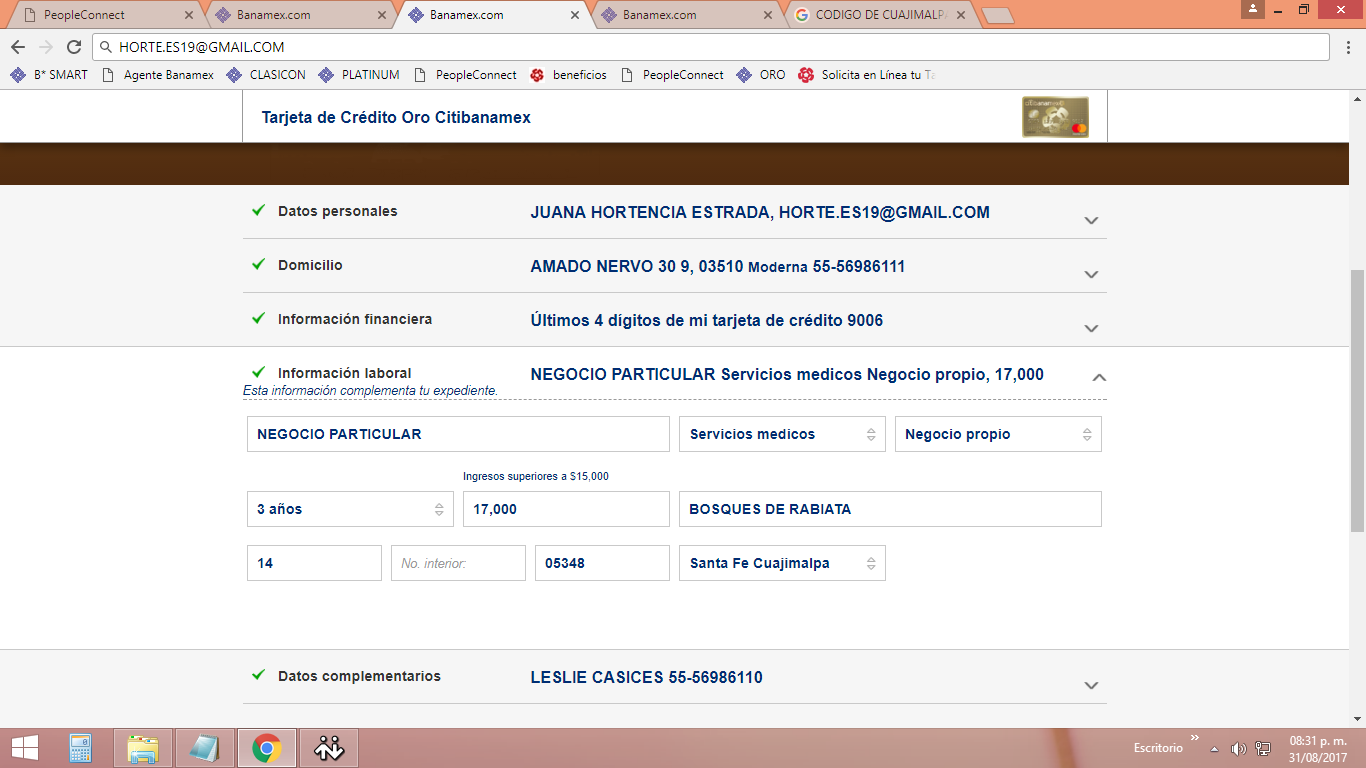 PeopleConnect
Banamex.com
Banamex.com
Banamex.com
CODIGO DE CUAJIMALPA
HORTE.ES19@GMAIL.COM
B* SMART Agente Banamex CLASICON PLATINUM PeopleConnect beneficios PeopleConnect ORO Solicita en Línea tu Ta
Tarjeta de Crédito Oro Citibanamex
Datos personales JUANA HORTENCIA ESTRADA, HORTE.ES19@GMAIL.COM
Domicilio AMADO NERVO 30 9, 03510 Moderna 55-56986111
Información financiera Últimos 4 dígitos de mi tarjeta de crédito 9006
Información laboral NEGOCIO PARTICULAR Servicios medicos Negocio propio, 17,000
Esta información complementa tu expediente.
NEGOCIO PARTICULAR Servicios medicos Negocio propio
Ingresos superiores a $15,000
3 años 17,000 BOSQUES DE RABIATA
14 No. interior: 05348 Santa Fe Cuajimalpa
Datos complementarios LESLIE CASICES 55-56986110
Escritorio
08:31 p. m.
31/08/2017